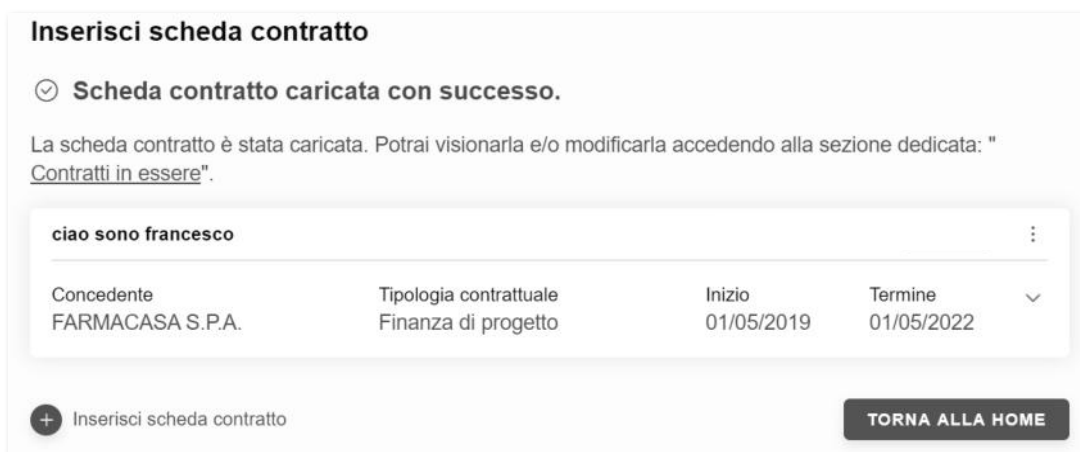 Inserisci scheda contratto
Scheda contratto caricata con successo.
La scheda contratto è stata caricata. Potrai visionarla e/o modificarla accedendo alla sezione dedicata: "
Contratti in essere".
ciao sono francesco
Concedente Tipologia contrattuale Inizio Termine
FARMACASA S.P.A. Finanza di progetto 01/05/2019 01/05/2022
Inserisci scheda contratto TORNA ALLA HOME